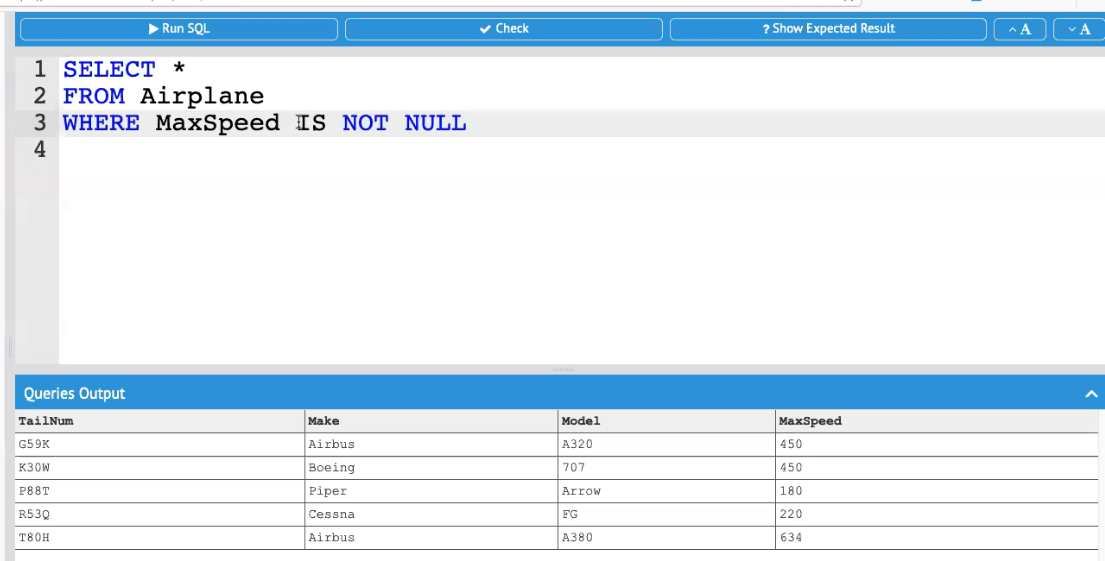 Run SQL Check ? Show Expected Result A A
1 SELECT *
2 FROM Airplane
3 WHERE MaxSpeed IS NOT NULL
4
Queries Output
TailNum Make Model MaxSpeed
G59K Airbus A320 450
K30W Boeing 707 450
P88T Piper Arrow 180
R53Q Cessna FG 220
T80H Airbus A380 634